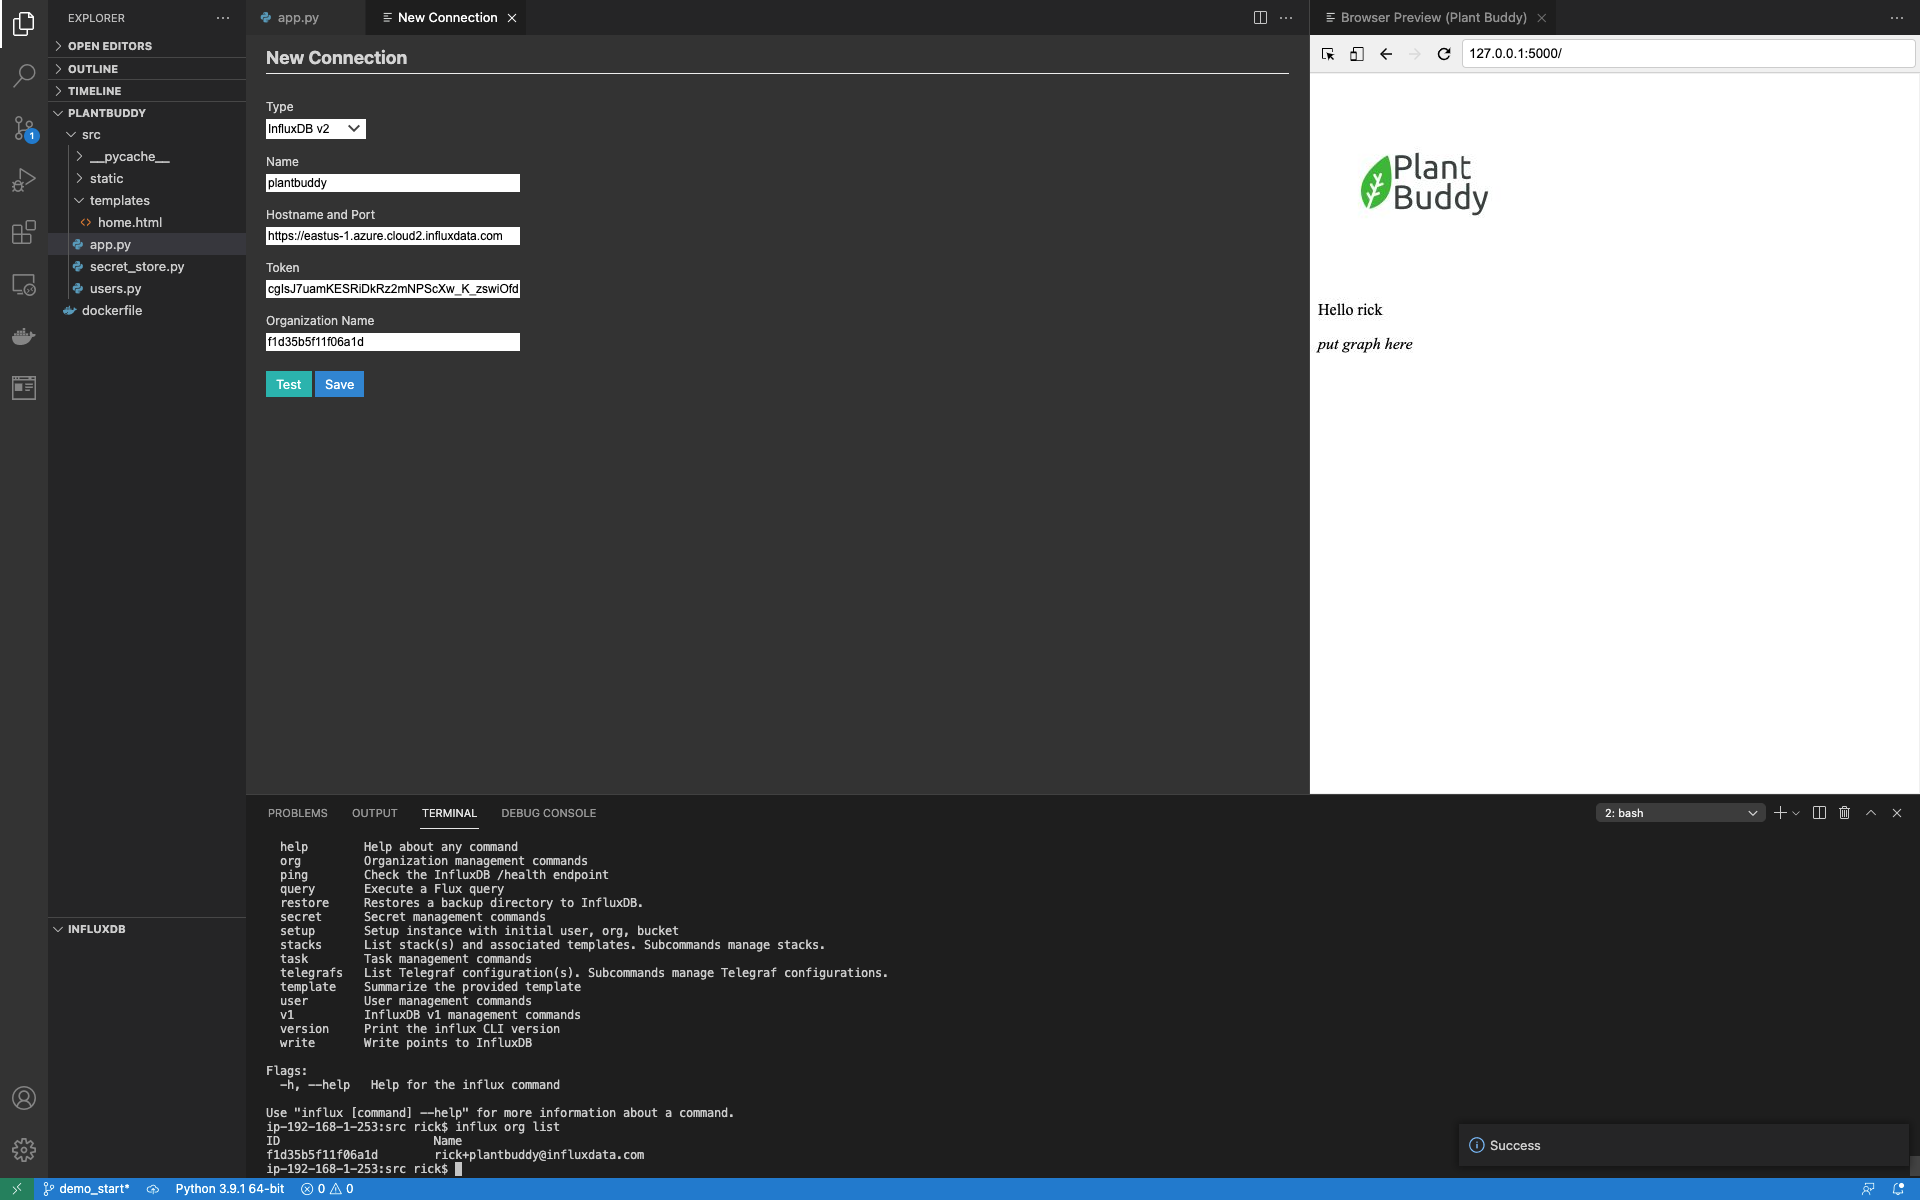 EXPLORER
OPEN EDITORS
OUTLINE
TIMELINE
PLANTBUDDY
src
__pycache__
static
templates
home.html
app.py
secret_store.py
users.py
dockerfile
INFLUXDB
1
app.py
New Connection
New Connection
Type
InfluxDB v2
Name
plantbuddy
Hostname and Port
https://eastus-1.azure.cloud2.influxdata.com
Token
cgIsJ7uamKESRiDkRz2mNPScXw_K_zswiOfd
Organization Name
f1d35b5f11f06a1d
Test Save
Browser Preview (Plant Buddy)
127.0.0.1:5000/
Plant
Buddy
Hello rick
put graph here
PROBLEMS OUTPUT TERMINAL DEBUG CONSOLE
2: bash
help Help about any command
org Organization management commands
ping Check the InfluxDB /health endpoint
query Execute a Flux query
restore Restores a backup directory to InfluxDB.
secret Secret management commands
setup Setup instance with initial user, org, bucket
stacks List stack(s) and associated templates. Subcommands manage stacks.
task Task management commands
telegrafs List Telegraf configuration(s). Subcommands manage Telegraf configurations.
template Summarize the provided template
user User management commands
v1 InfluxDB v1 management commands
version Print the influx CLI version
write Write points to InfluxDB
Flags:
-h, --help Help for the influx command
Use "influx [command] --help" for more information about a command.
ip-192-168-1-253:src rick$ influx org list
ID Name
f1d35b5f11f06a1d rick+plantbuddy@influxdata.com
ip-192-168-1-253:src rick$
Success
demo_start* Python 3.9.1 64-bit 0 0